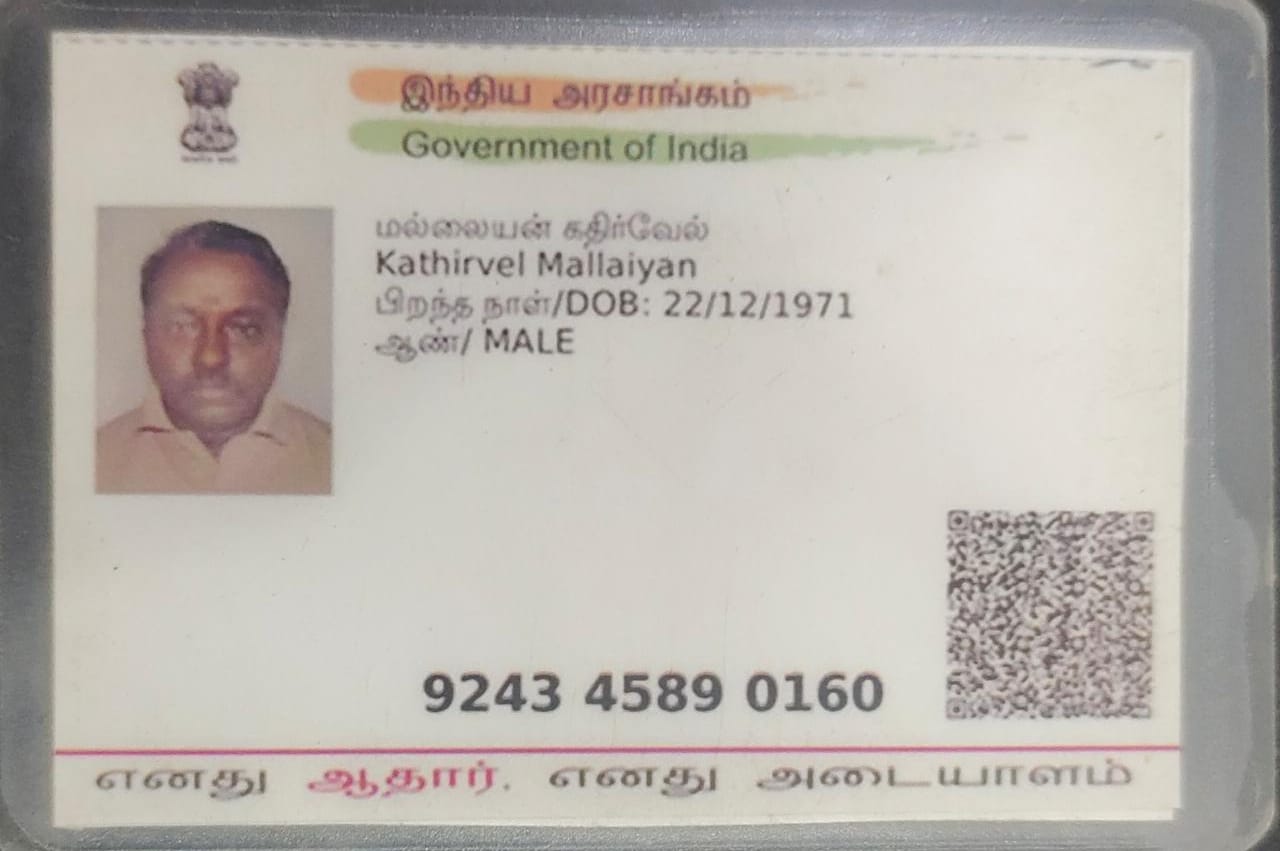 இந்திய அரசாங்கம்
Government of India
மல்லையன் கதிர்வேல்
Kathirvel Mallaiyan
பிறந்த நாள்/DOB: 22/12/1971
ஆண்/ MALE
9243 4589 0160
எனது ஆதார், எனது அடையாளம்